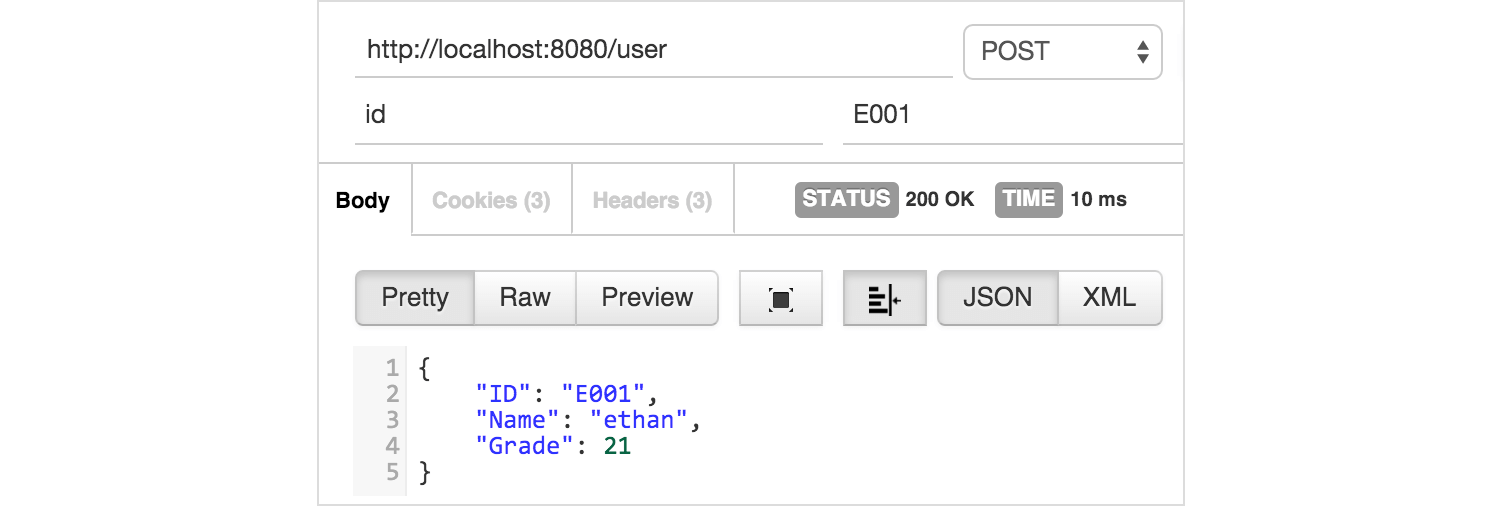 http://localhost:8080/user POST
id E001
Body Cookies (3) Headers (3) STATUS 200 OK TIME 10 ms
Pretty Raw Preview JSON XML
1 {
2 "ID": "E001",
3 "Name": "ethan",
4 "Grade": 21
5 }